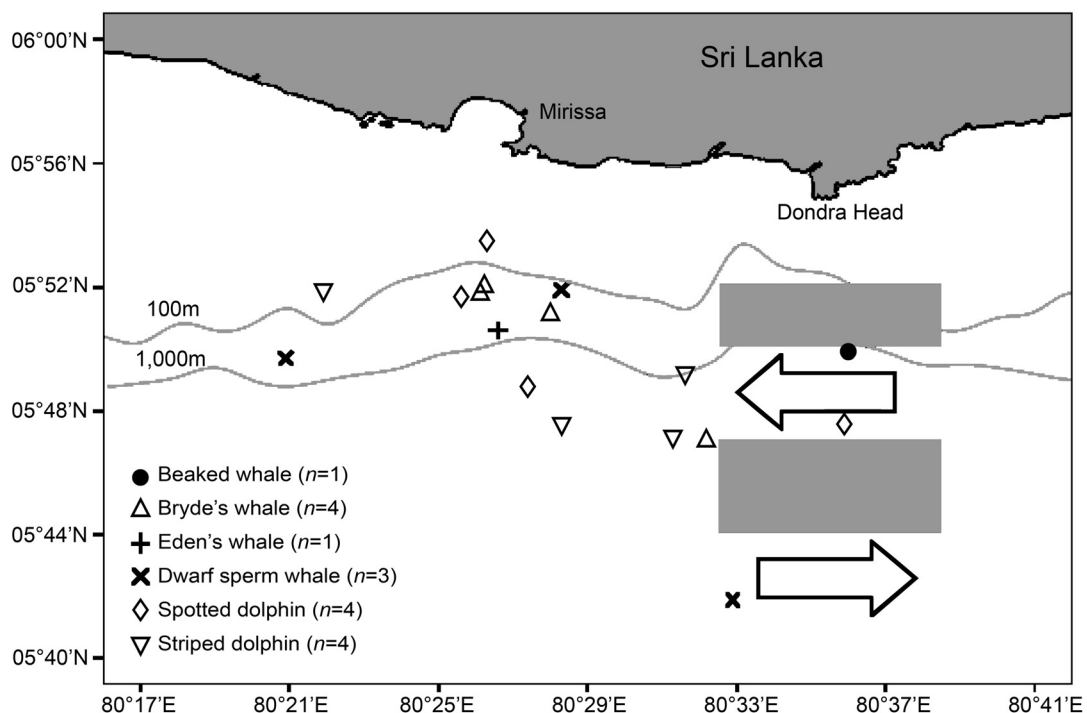 06°00’N
Sri Lanka
Mirissa
05°56’N
Dondra Head
05°52’N
100m
1,000m
05°48’N
Beaked whale (n=1)
Bryde’s whale (n=4)
05°44’N
Eden’s whale (n=1)
Dwarf sperm whale (n=3)
Spotted dolphin (n=4)
Striped dolphin (n=4)
05°40’N
80°17’E 80°21’E 80°25’E 80°29’E 80°33’E 80°37’E 80°41’E